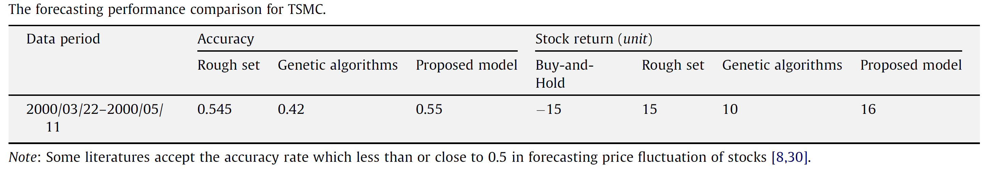 The forecasting performance comparison for TSMC.
Data period Accuracy Stock return (unit)
Rough set Genetic algorithms Proposed model Buy-and-Hold Rough set Genetic algorithms Proposed model
2000/03/22–2000/05/11 0.545 0.42 0.55 −15 15 10 16
Note: Some literatures accept the accuracy rate which less than or close to 0.5 in forecasting price fluctuation of stocks [8,30].